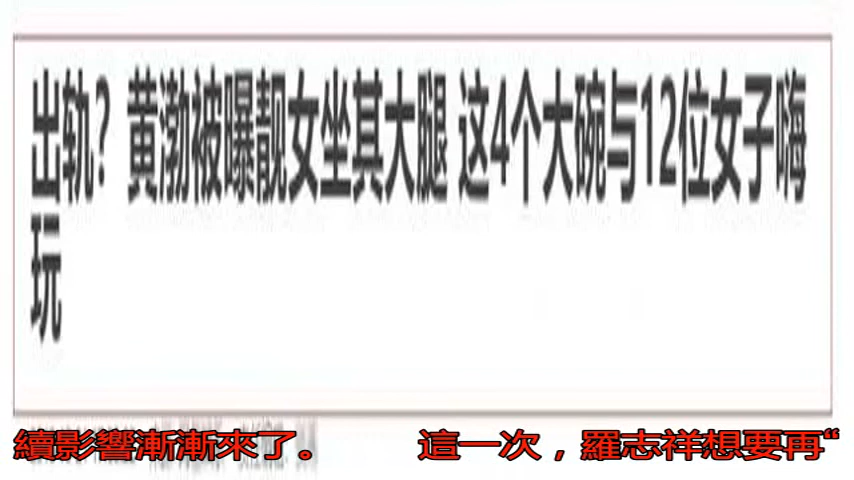 出轨？黄渤被曝靓女坐其大腿 这4个大碗与12位女子嗨
玩
續影響漸漸來了。 這一次，羅志祥想要再“